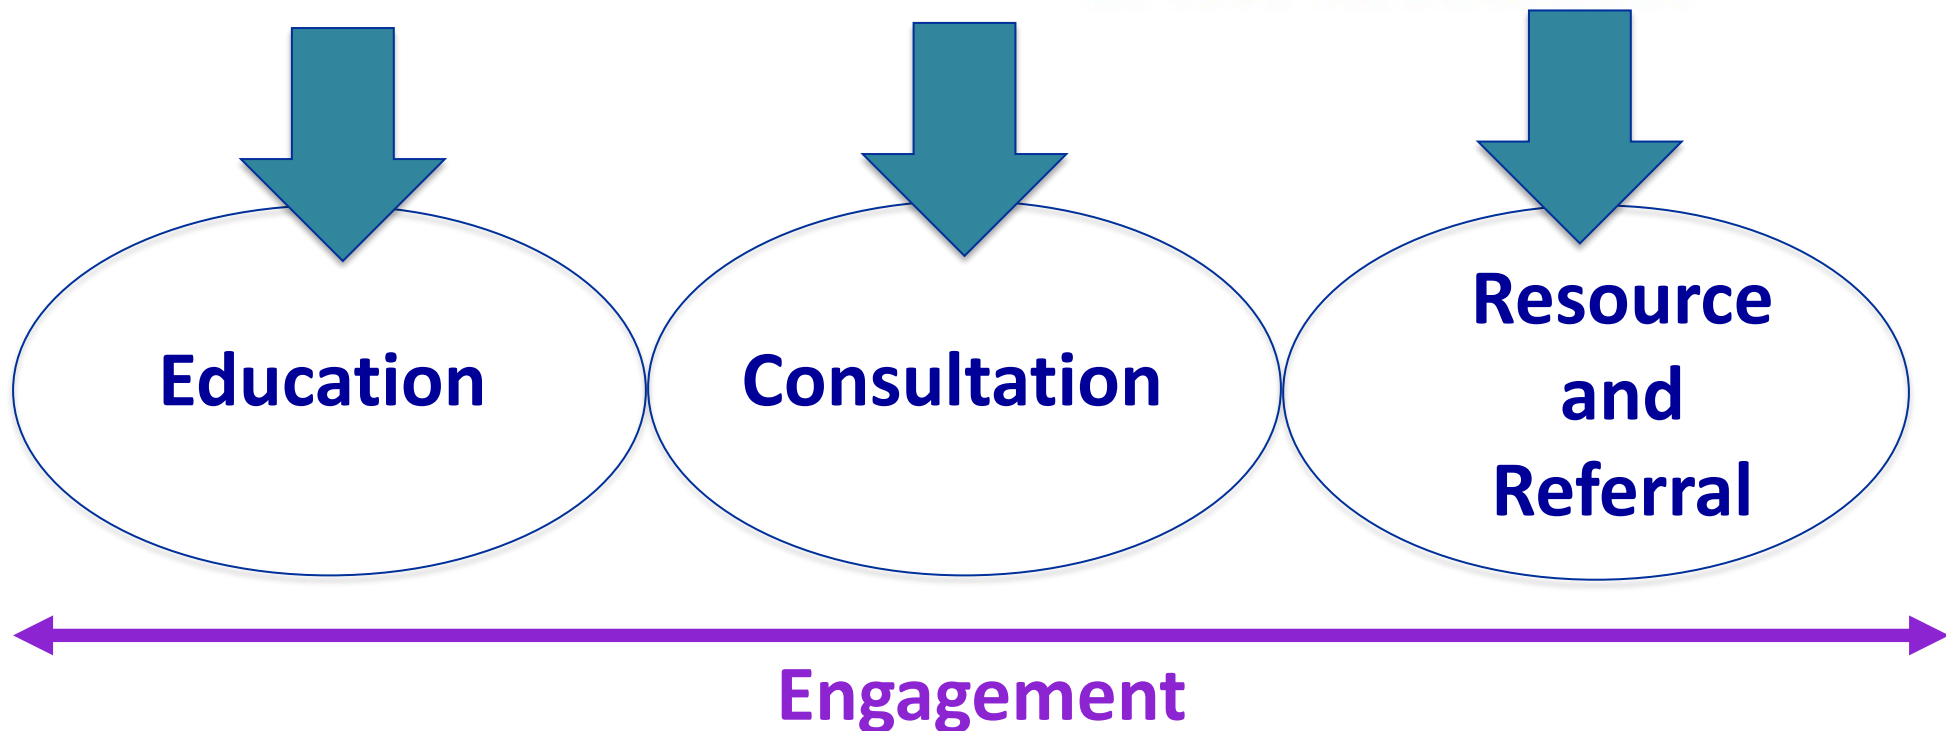 Education
Consultation
Resource
and
Referral
Engagement